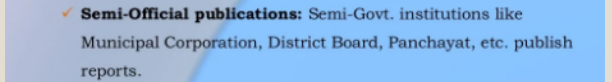 ✓ Semi-Official publications: Semi-Govt. institutions like
Municipal Corporation, District Board, Panchayat, etc. publish
reports.